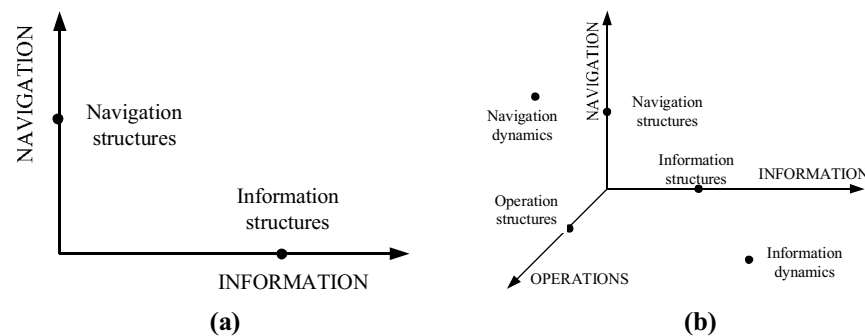 NAVIGATION
Navigation
structures
Information
structures
INFORMATION
(a)
NAVIGATION
Navigation
dynamics
Navigation
structures
Information
structures
INFORMATION
Operation
structures
Information
dynamics
OPERATIONS
(b)